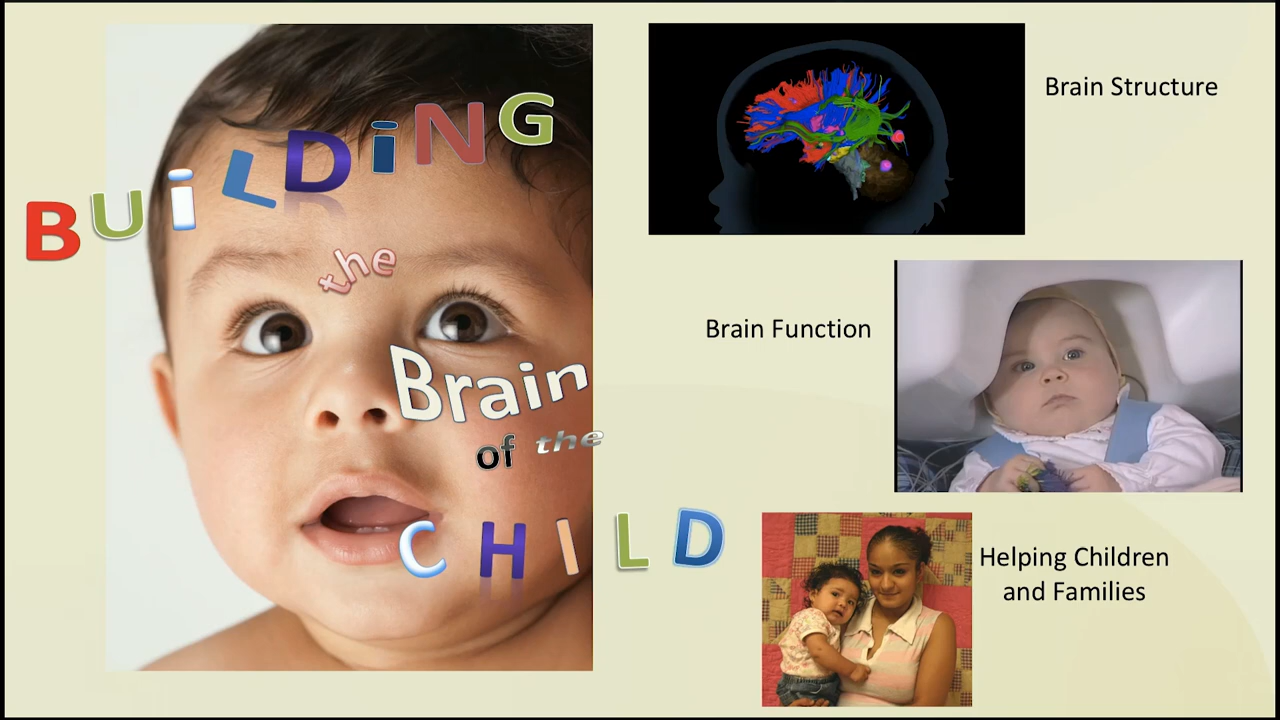 BUiLDiNG
the
Brain
of the
CHILD
Brain Structure
Brain Function
Helping Children
and Families